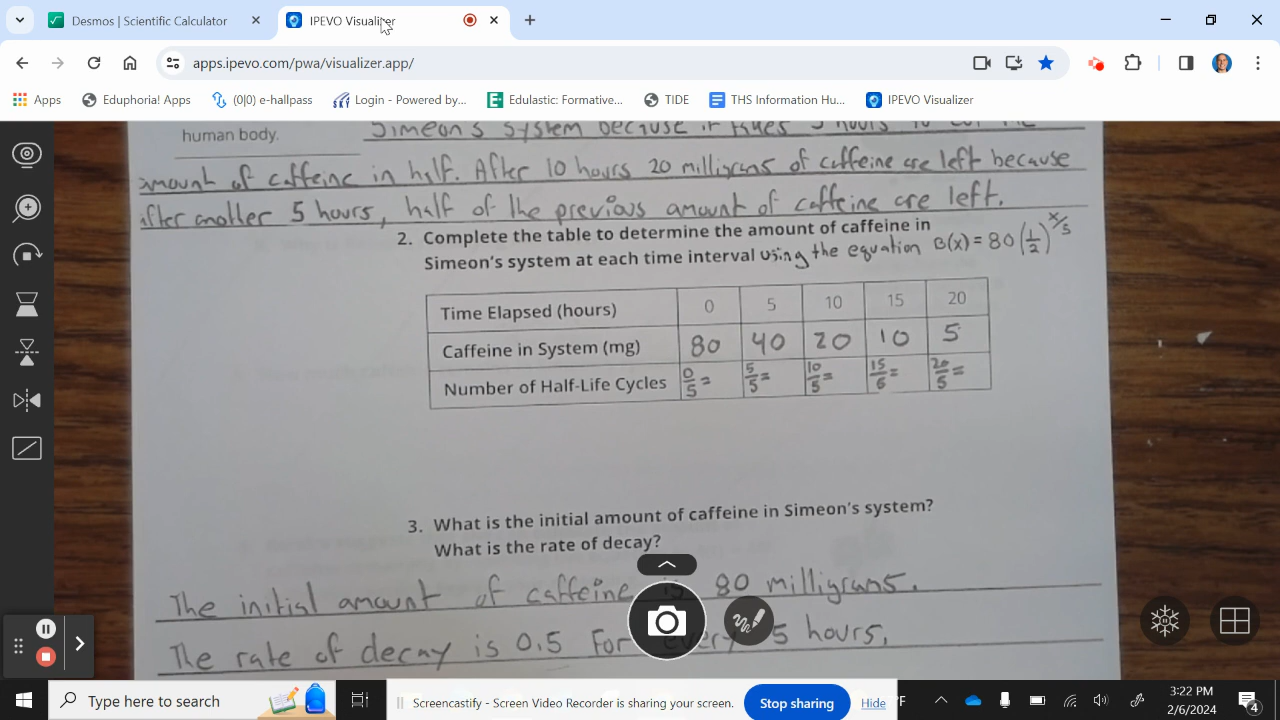 Desmos | Scientific Calculator
IPEVO Visualizer
apps.ipevo.com/pwa/visualizer.app/
Apps
Eduphoria! Apps
(0|0) e-hallpass
Login - Powered by...
Edulastic: Formative...
TIDE
THS Information Hu...
IPEVO Visualizer
human body. Simeon's system because it takes 5 hours to cut the
amount of caffeine in half. After 10 hours 20 milligrans of caffeine are left because
after another 5 hours, half of the previous amount of caffeine are left.
2. Complete the table to determine the amount of caffeine in
Simeon's system at each time interval using the equation B(x) = 80(1/2)^x/5
Time Elapsed (hours) 0 5 10 15 20
Caffeine in System (mg) 80 40 20 10 5
Number of Half-Life Cycles 0/5= 5/5= 10/5= 15/5= 20/5=
3. What is the initial amount of caffeine in Simeon's system?
What is the rate of decay?
The initial amount of caffeine is 80 milligrans.
The rate of decay is 0.5 For every 5 hours.
Type here to search
Screencastify - Screen Video Recorder is sharing your screen.
Stop sharing
Hide
F
3:22 PM
2/6/2024
4